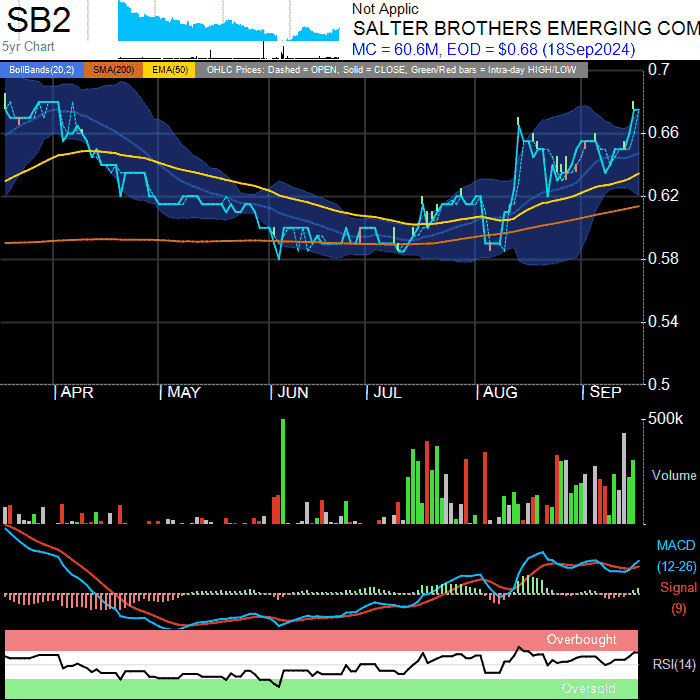 SB2
5yr Chart
Not Applic
SALTER BROTHERS EMERGING COM
MC = 60.6M, EOD = $0.68 (18Sep2024)
BollBands(20,2) SMA(200) EMA(50) OHLC Prices: Dashed = OPEN, Solid = CLOSE, Green/Red bars = Intra-day HIGH/LOW
0.7
0.66
0.62
0.58
0.54
0.5
APR MAY JUN JUL AUG SEP
500k
Volume
MACD
(12-26)
Signal
(9)
Overbought
RSI(14)
Oversold